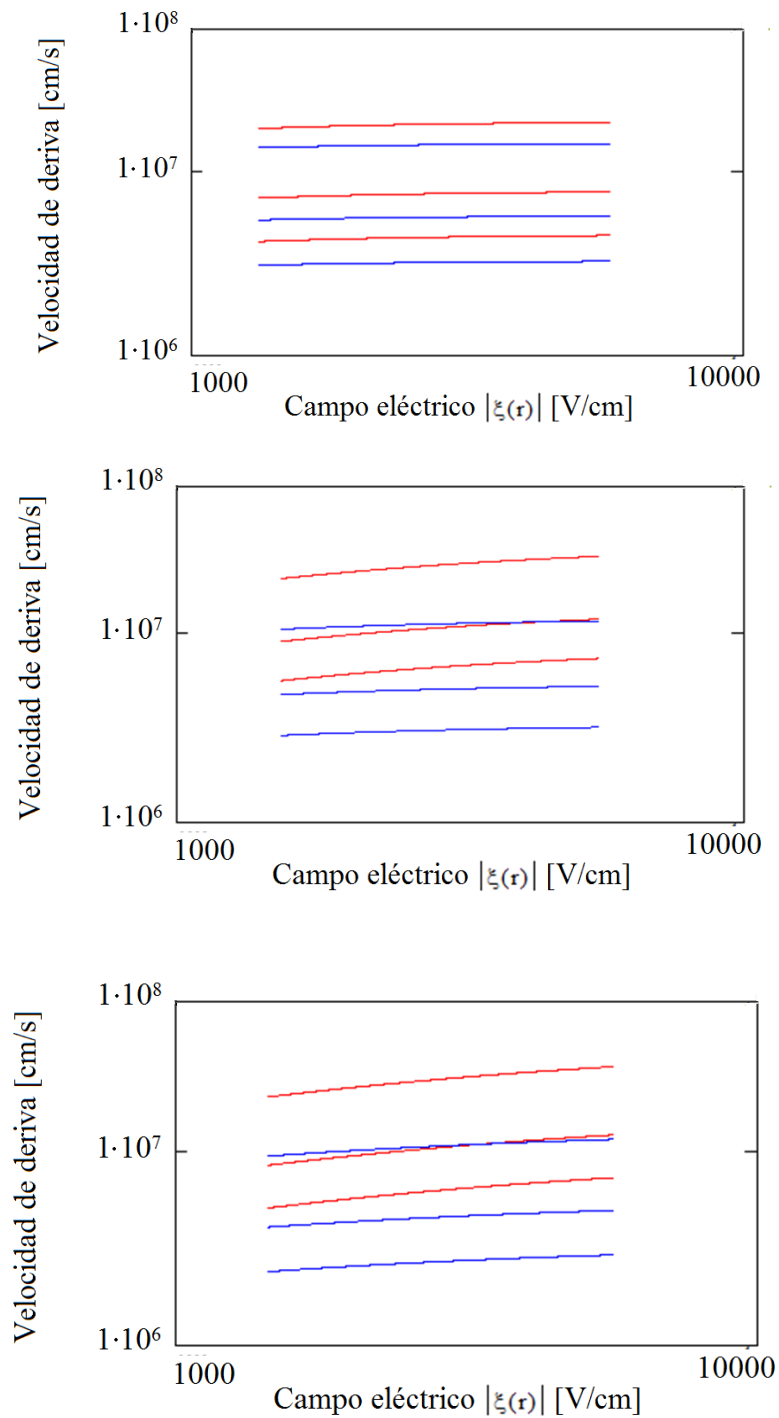 1·10⁸
Velocidad de deriva [cm/s]
1·10⁷
1·10⁶
1000
10000
Campo eléctrico |ξ(r)| [V/cm]
1·10⁸
Velocidad de deriva [cm/s]
1·10⁷
1·10⁶
1000
10000
Campo eléctrico |ξ(r)| [V/cm]
1·10⁸
Velocidad de deriva [cm/s]
1·10⁷
1·10⁶
1000
10000
Campo eléctrico |ξ(r)| [V/cm]